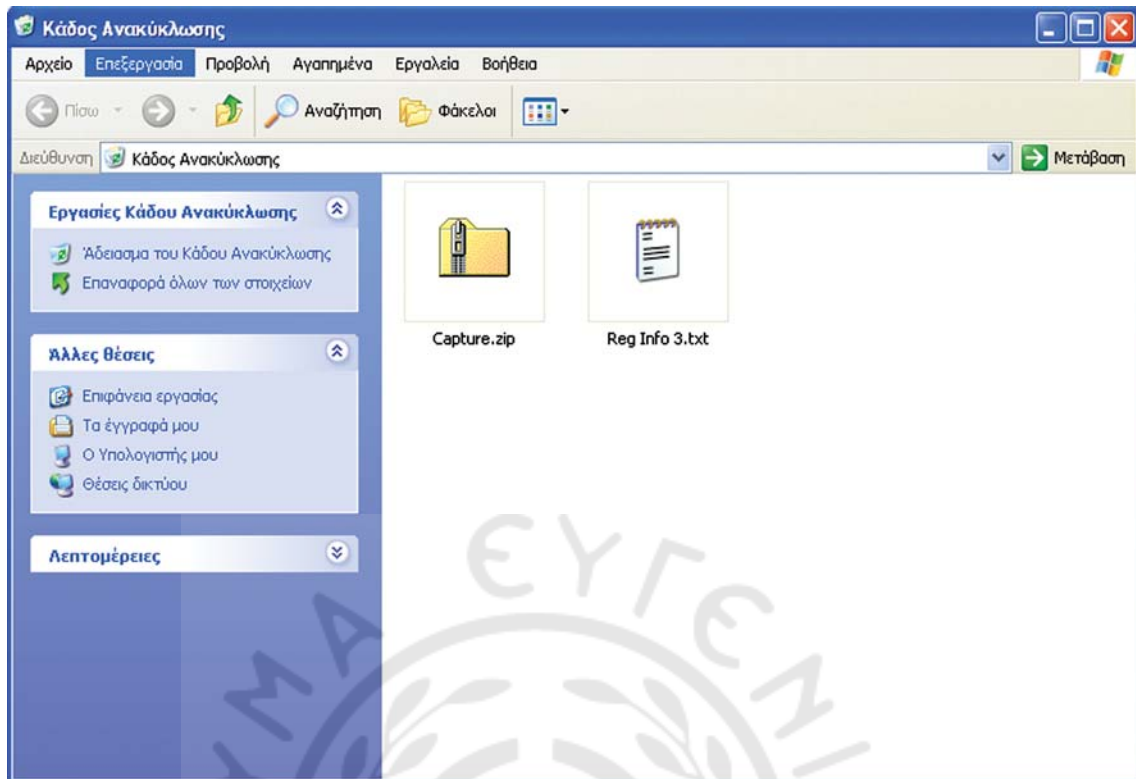 Κάδος Ανακύκλωσης
Αρχείο Επεξεργασία Προβολή Αγαπημένα Εργαλεία Βοήθεια
Πίσω Αναζήτηση Φάκελοι
Διεύθυνση Κάδος Ανακύκλωσης Μετάβαση
Εργασίες Κάδου Ανακύκλωσης
Άδειασμα του Κάδου Ανακύκλωσης
Επαναφορά όλων των στοιχείων
Capture.zip Reg Info 3.txt
Άλλες θέσεις
Επιφάνεια εργασίας
Τα έγγραφά μου
Ο Υπολογιστής μου
Θέσεις δικτύου
Λεπτομέρειες
ΥΜΑ ΕΥΓΕΝΙ